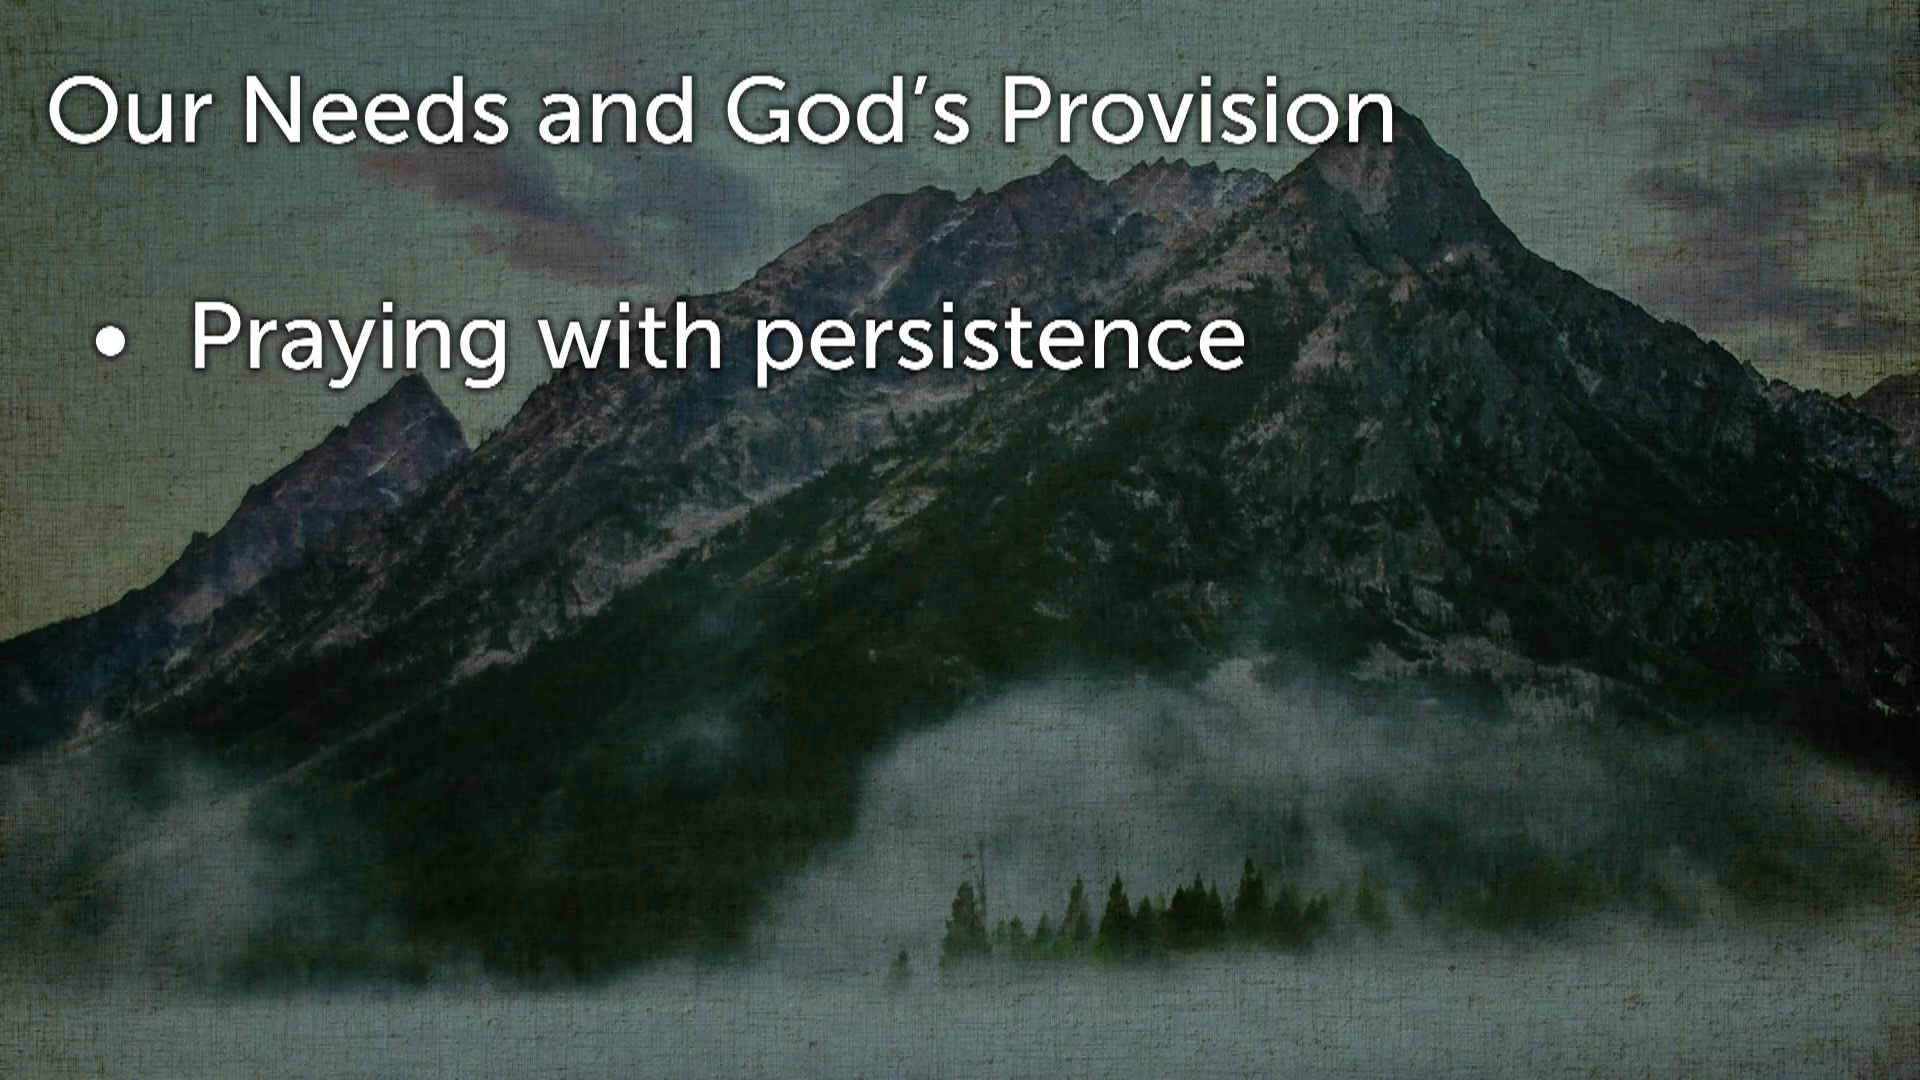 Our Needs and God’s Provision
• Praying with persistence